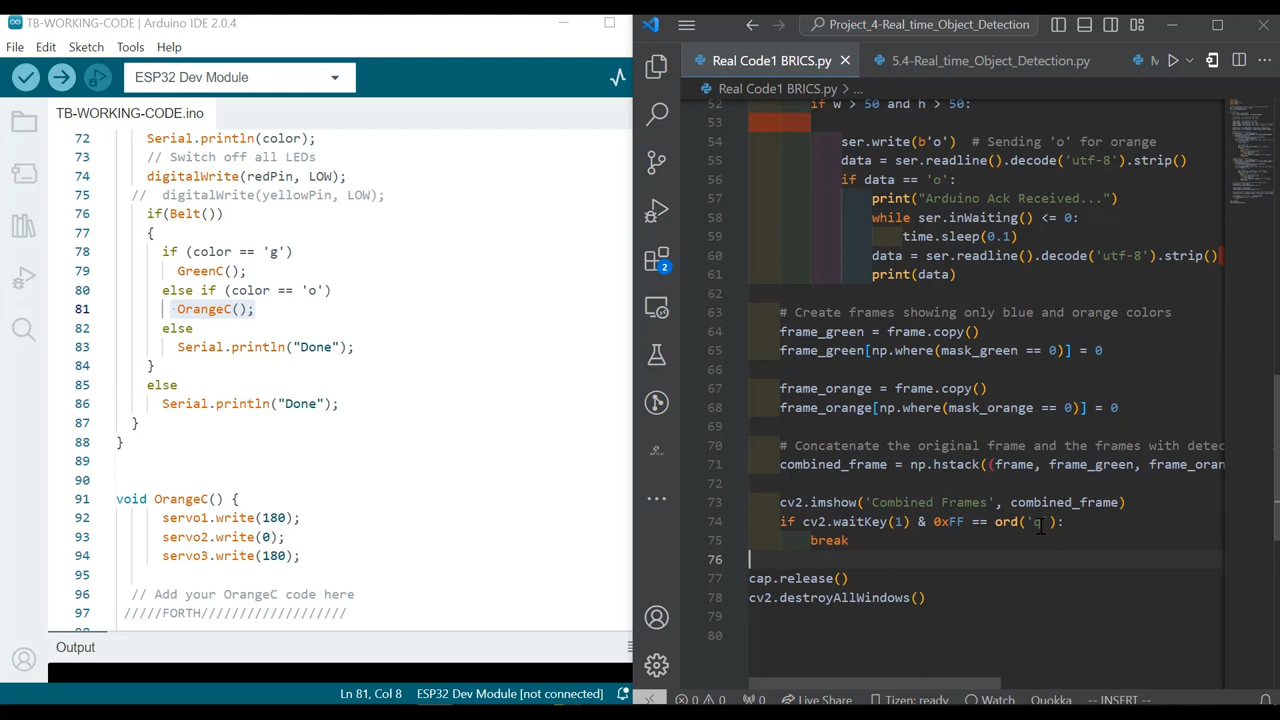 TB-WORKING-CODE | Arduino IDE 2.0.4
File Edit Sketch Tools Help
ESP32 Dev Module
TB-WORKING-CODE.ino
72 Serial.println(color);
73 // Switch off all LEDs
74 digitalWrite(redPin, LOW);
75 // digitalWrite(yellowPin, LOW);
76 if(Belt())
77 {
78 if (color == 'g')
79 GreenC();
80 else if (color == 'o')
81 OrangeC();
82 else
83 Serial.println("Done");
84 }
85 else
86 Serial.println("Done");
87 }
88 }
89
90
91 void OrangeC() {
92 servo1.write(180);
93 servo2.write(0);
94 servo3.write(180);
95
96 // Add your OrangeC code here
97 /////FORTH///////////////////
Output
Ln 81, Col 8 ESP32 Dev Module [not connected]
Project_4-Real_time_Object_Detection
Real Code1 BRICS.py 5.4-Real_time_Object_Detection.py M
Real Code1 BRICS.py > ...
52 if w > 50 and h > 50:
53
54 ser.write(b'o') # Sending 'o' for orange
55 data = ser.readline().decode('utf-8').strip()
56 if data == 'o':
57 print("Arduino Ack Received...")
58 while ser.inWaiting() <= 0:
59 time.sleep(0.1)
60 data = ser.readline().decode('utf-8').strip()
61 print(data)
62
63 # Create frames showing only blue and orange colors
64 frame_green = frame.copy()
65 frame_green[np.where(mask_green == 0)] = 0
66
67 frame_orange = frame.copy()
68 frame_orange[np.where(mask_orange == 0)] = 0
69
70 # Concatenate the original frame and the frames with detec
71 combined_frame = np.hstack((frame, frame_green, frame_oran
72
73 cv2.imshow('Combined Frames', combined_frame)
74 if cv2.waitKey(1) & 0xFF == ord('q'):
75 break
76
77 cap.release()
78 cv2.destroyAllWindows()
79
80
2
0 0 0 Live Share Tizen: ready Watch Quokka -- INSERT --